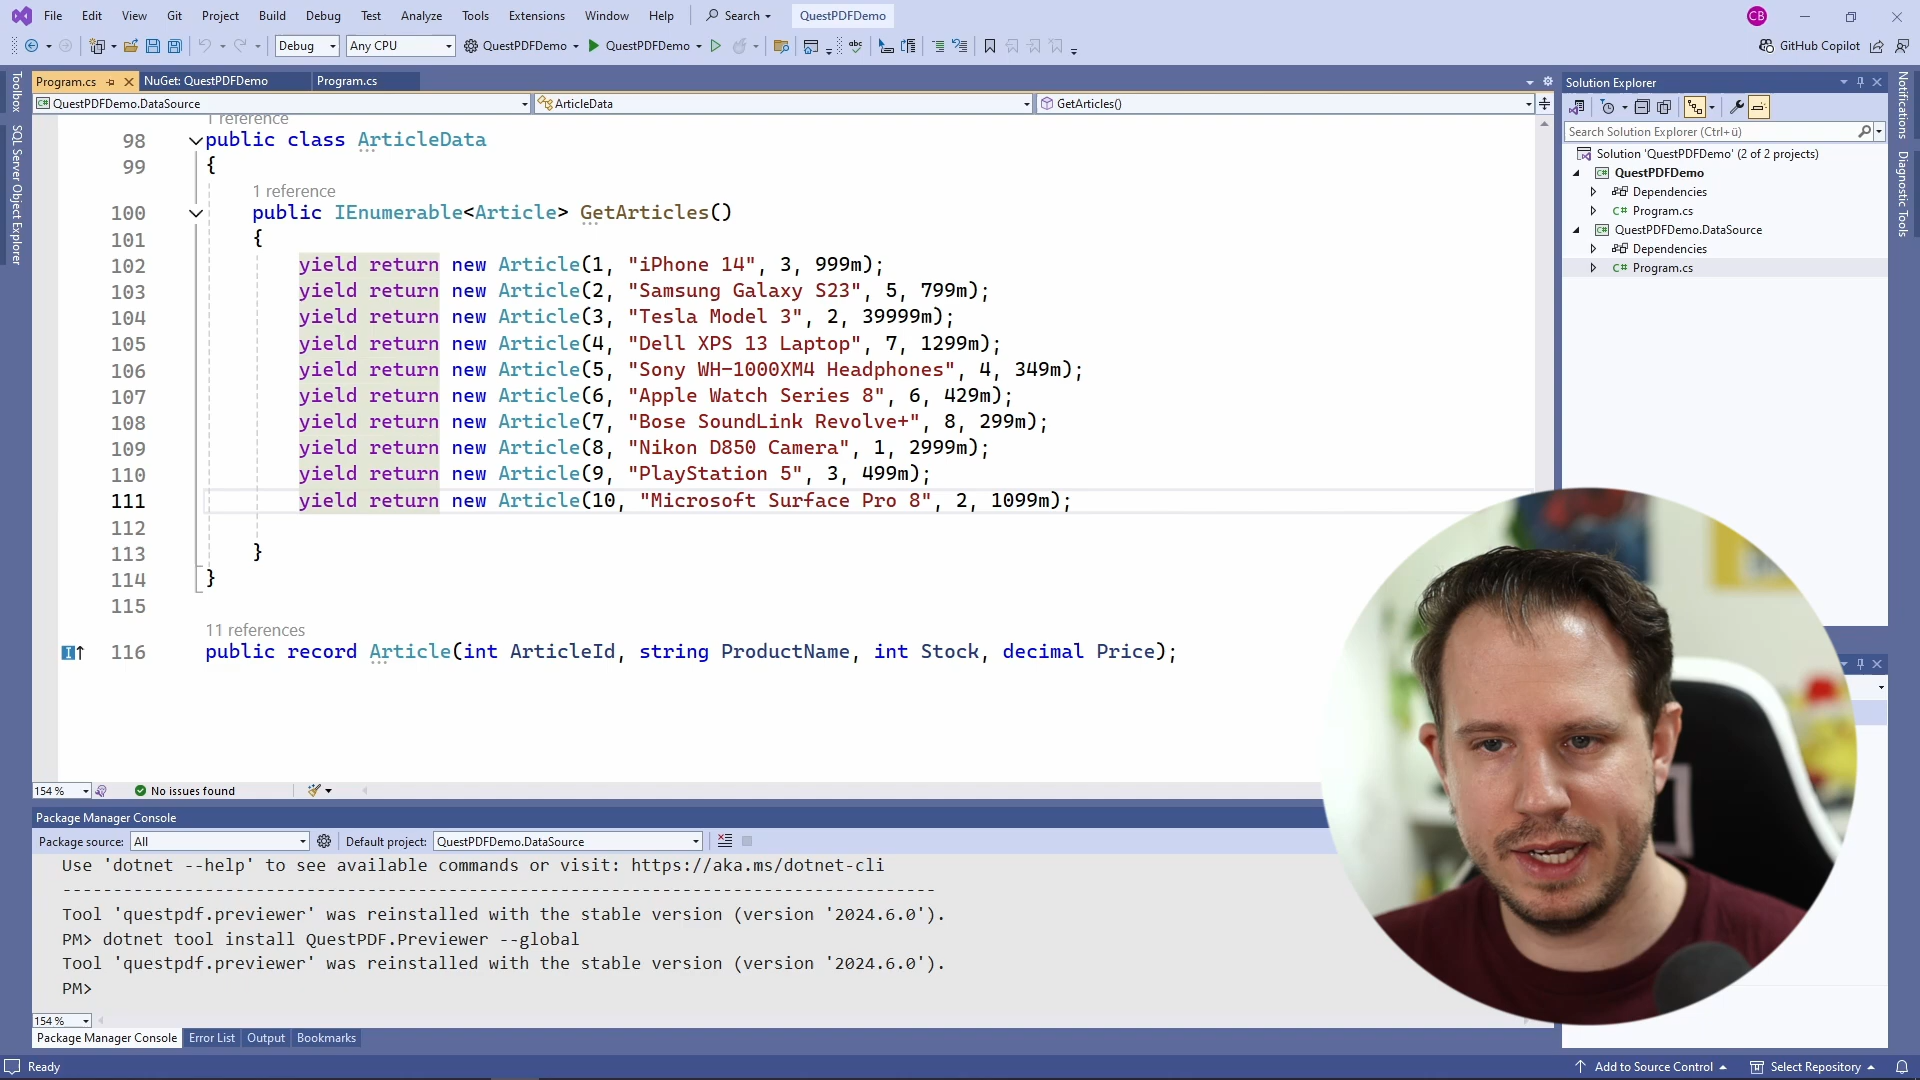 File Edit View Git Project Build Debug Test Analyze Tools Extensions Window Help Search QuestPDFDemo CB
Debug Any CPU QuestPDFDemo QuestPDFDemo abc GitHub Copilot
Program.cs NuGet: QuestPDFDemo Program.cs
QuestPDFDemo.DataSource ArticleData GetArticles()
1 reference
98 public class ArticleData
99 {
1 reference
100 public IEnumerable<Article> GetArticles()
101 {
102 yield return new Article(1, "iPhone 14", 3, 999m);
103 yield return new Article(2, "Samsung Galaxy S23", 5, 799m);
104 yield return new Article(3, "Tesla Model 3", 2, 39999m);
105 yield return new Article(4, "Dell XPS 13 Laptop", 7, 1299m);
106 yield return new Article(5, "Sony WH-1000XM4 Headphones", 4, 349m);
107 yield return new Article(6, "Apple Watch Series 8", 6, 429m);
108 yield return new Article(7, "Bose SoundLink Revolve+", 8, 299m);
109 yield return new Article(8, "Nikon D850 Camera", 1, 2999m);
110 yield return new Article(9, "PlayStation 5", 3, 499m);
111 yield return new Article(10, "Microsoft Surface Pro 8", 2, 1099m);
112
113 }
114 }
115
11 references
116 public record Article(int ArticleId, string ProductName, int Stock, decimal Price);
154 % No issues found
Package Manager Console
Package source: All Default project: QuestPDFDemo.DataSource
Use 'dotnet --help' to see available commands or visit: https://aka.ms/dotnet-cli
--------------------------------------------------------------------------------------
Tool 'questpdf.previewer' was reinstalled with the stable version (version '2024.6.0').
PM> dotnet tool install QuestPDF.Previewer --global
Tool 'questpdf.previewer' was reinstalled with the stable version (version '2024.6.0').
PM>
154 %
Package Manager Console Error List Output Bookmarks
Ready Add to Source Control Select Repository
Toolbox
SQL Server Object Explorer
Solution Explorer
Search Solution Explorer (Ctrl+ü)
Solution 'QuestPDFDemo' (2 of 2 projects)
C# QuestPDFDemo
Dependencies
C# Program.cs
C# QuestPDFDemo.DataSource
Dependencies
C# Program.cs
Notifications
Diagnostic Tools